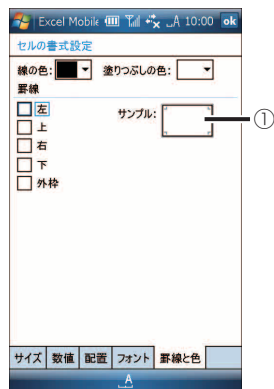 Excel Mobile 10:00 ok
セルの書式設定
線の色: 塗りつぶしの色:
罫線
左
サンプル:
①
上
右
下
外枠
サイズ 数値 配置 フォント 罫線と色
A